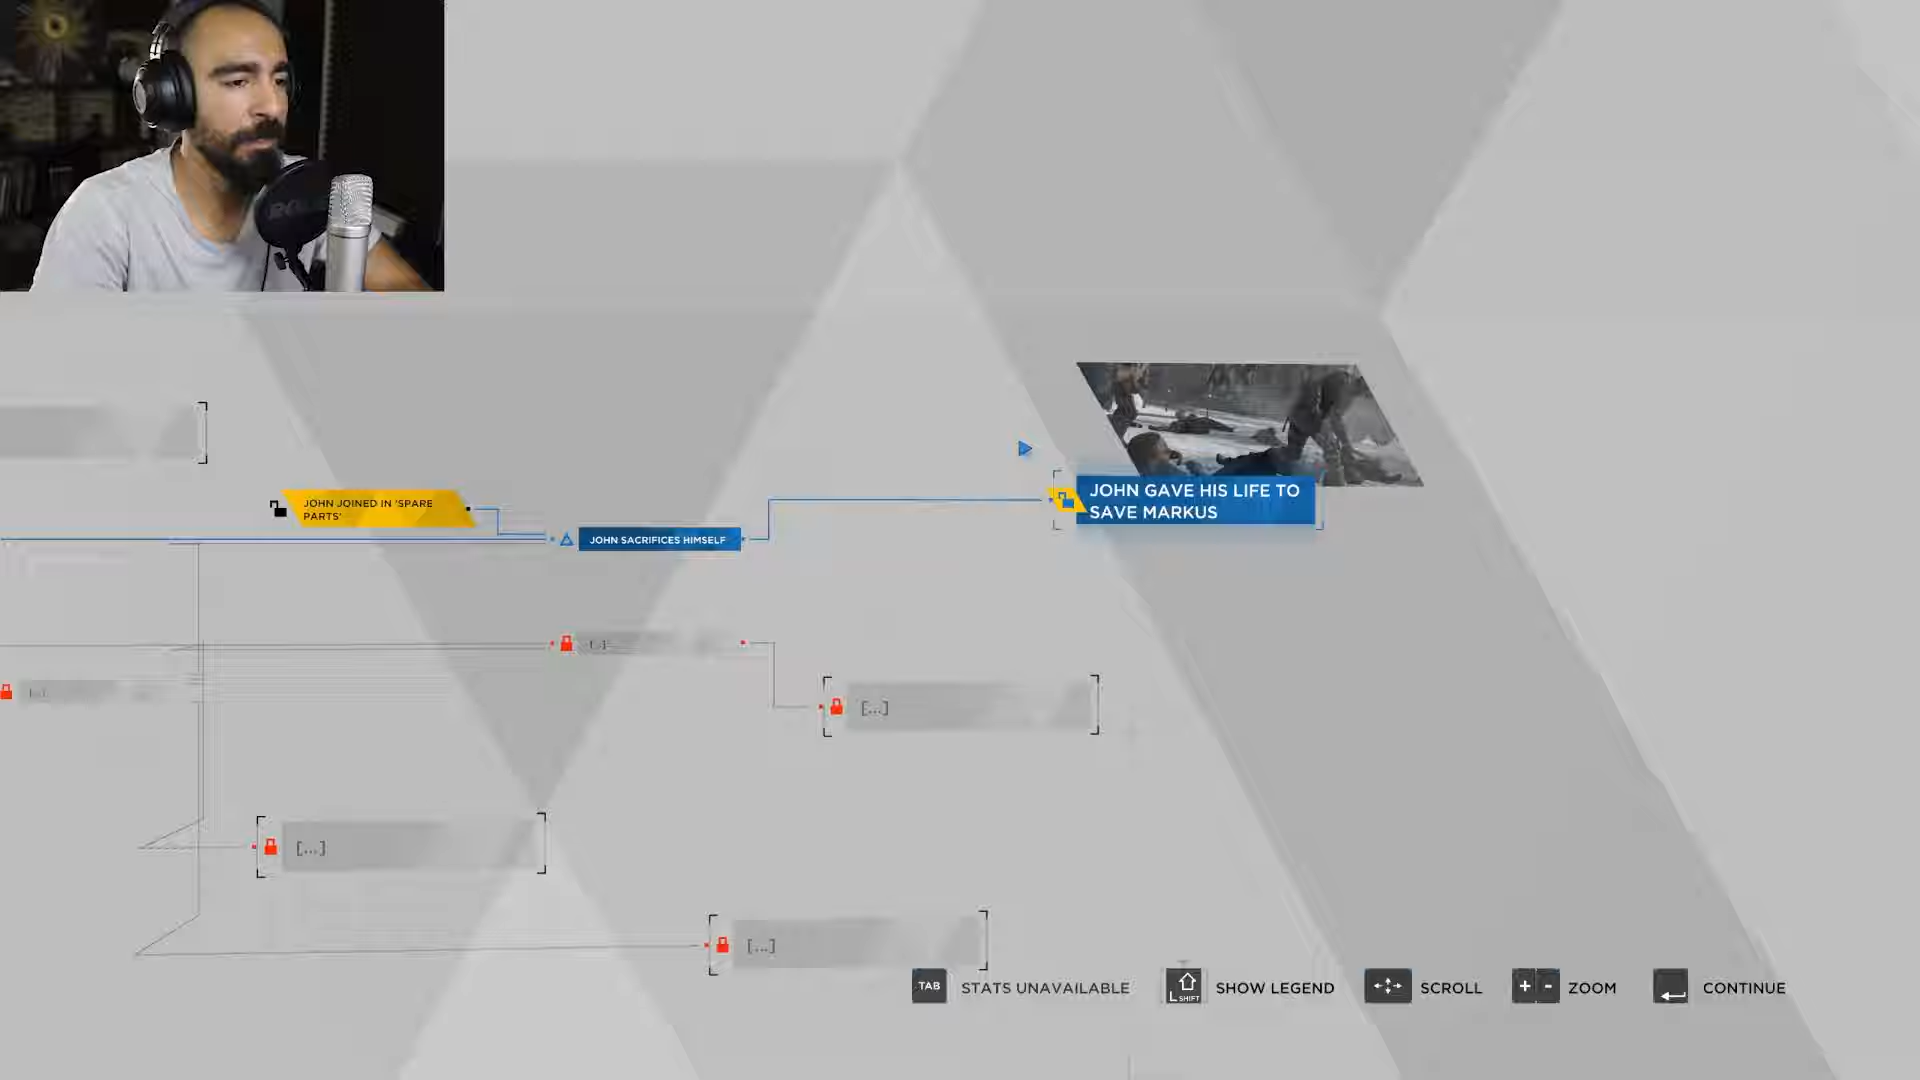 JOHN JOINED IN 'SPARE
PARTS'
JOHN SACRIFICES HIMSELF
JOHN GAVE HIS LIFE TO
SAVE MARKUS
[...]
[...]
[...]
[...]
[...]
TAB STATS UNAVAILABLE
L SHIFT SHOW LEGEND
SCROLL
+ - ZOOM
CONTINUE